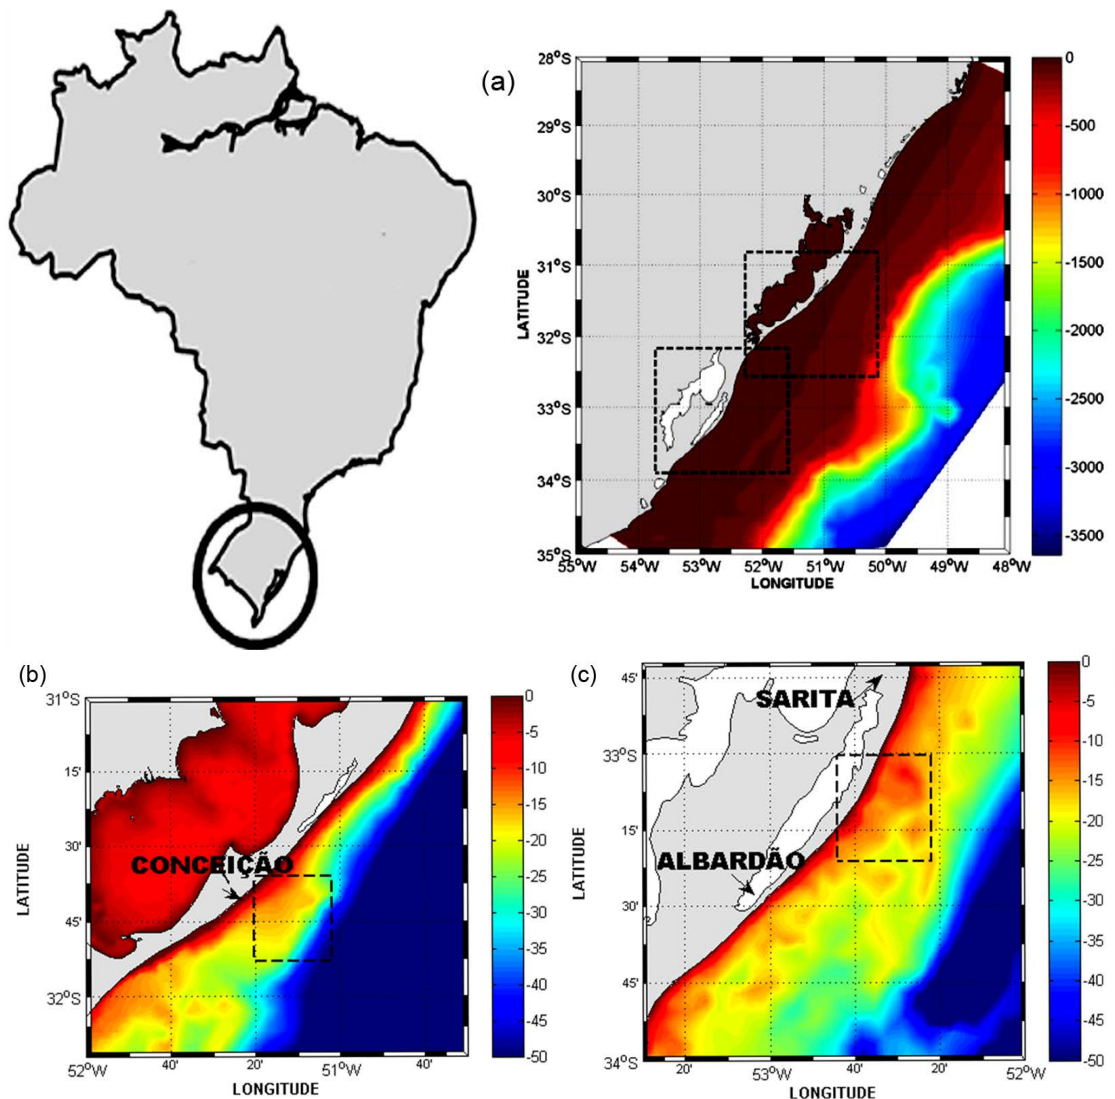 (a)
28°S
29°S
30°S
31°S
32°S
33°S
34°S
35°S
LATITUDE
55°W 54°W 53°W 52°W 51°W 50°W 49°W 48°W
LONGITUDE
0
-500
-1000
-1500
-2000
-2500
-3000
-3500
(b)
31°S
15'
30'
45'
32°S
LATITUDE
CONCEIÇÃO
52°W 20' 40' 51°W 40'
LONGITUDE
0
-5
-10
-15
-20
-25
-30
-35
-40
-45
-50
(c)
45'
33°S
15'
30'
45'
34°S
LATITUDE
SARITA
ALBARDÃO
20' 53°W 40' 20' 52°W
LONGITUDE
0
-5
-10
-15
-20
-25
-30
-35
-40
-45
-50